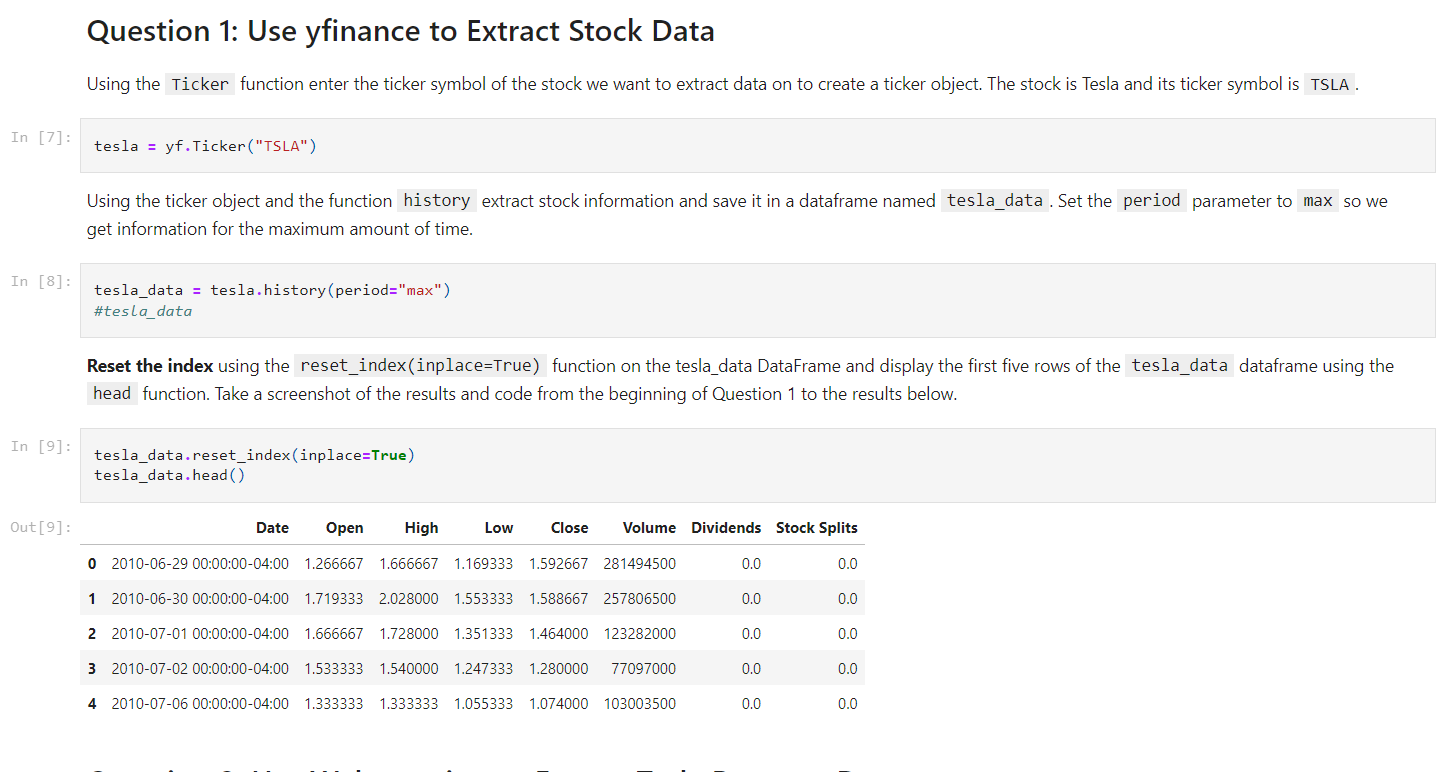 Question 1: Use yfinance to Extract Stock Data
Using the Ticker function enter the ticker symbol of the stock we want to extract data on to create a ticker object. The stock is Tesla and its ticker symbol is TSLA .
In [7]:
tesla = yf.Ticker("TSLA")
Using the ticker object and the function history extract stock information and save it in a dataframe named tesla_data . Set the period parameter to max so we
get information for the maximum amount of time.
In [8]:
tesla_data = tesla.history(period="max")
#tesla_data
Reset the index using the reset_index(inplace=True) function on the tesla_data DataFrame and display the first five rows of the tesla_data dataframe using the
head function. Take a screenshot of the results and code from the beginning of Question 1 to the results below.
In [9]:
tesla_data.reset_index(inplace=True)
tesla_data.head()
Out[9]:
Date Open High Low Close Volume Dividends Stock Splits
0 2010-06-29 00:00:00-04:00 1.266667 1.666667 1.169333 1.592667 281494500 0.0 0.0
1 2010-06-30 00:00:00-04:00 1.719333 2.028000 1.553333 1.588667 257806500 0.0 0.0
2 2010-07-01 00:00:00-04:00 1.666667 1.728000 1.351333 1.464000 123282000 0.0 0.0
3 2010-07-02 00:00:00-04:00 1.533333 1.540000 1.247333 1.280000 77097000 0.0 0.0
4 2010-07-06 00:00:00-04:00 1.333333 1.333333 1.055333 1.074000 103003500 0.0 0.0